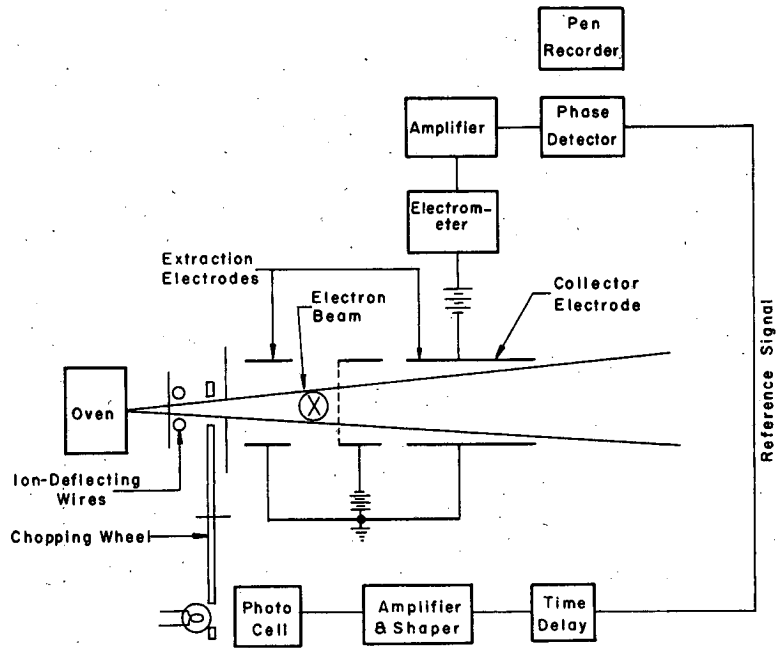 Pen
Recorder
Amplifier
Phase
Detector
Electrom-
eter
Extraction
Electrodes
Electron
Beam
Collector
Electrode
Reference Signal
Oven
X
Ion-Deflecting
Wires
Chopping Wheel
Photo
Cell
Amplifier
& Shaper
Time
Delay